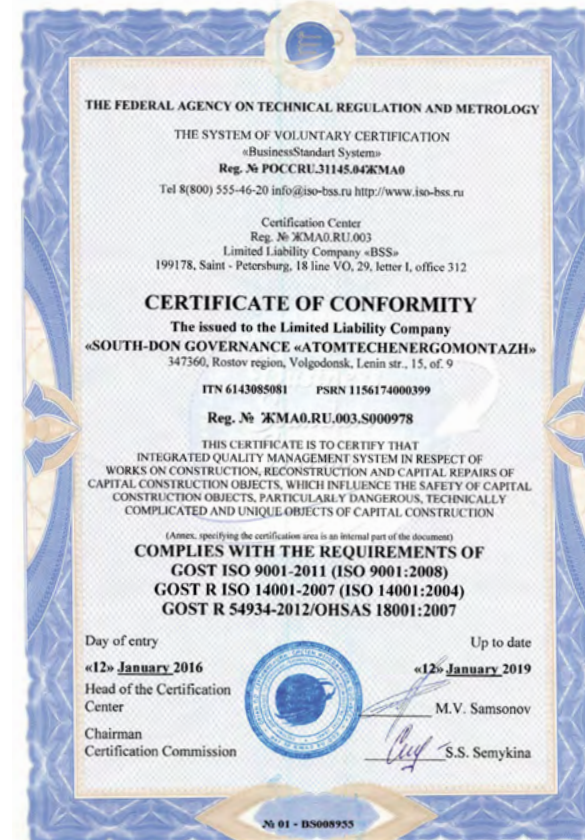 THE FEDERAL AGENCY ON TECHNICAL REGULATION AND METROLOGY
THE SYSTEM OF VOLUNTARY CERTIFICATION
«BusinessStandart System»
Reg. № РОССRU.31145.04ЖМА0
Tel 8(800) 555-46-20 info@iso-bss.ru http://www.iso-bss.ru
Certification Center
Reg. № ЖМА0.RU.003
Limited Liability Company «BSS»
199178, Saint - Petersburg, 18 line VO, 29, letter I, office 312
CERTIFICATE OF CONFORMITY
The issued to the Limited Liability Company
«SOUTH-DON GOVERNANCE «ATOMTECHENERGOMONTAZH»
347360, Rostov region, Volgodonsk, Lenin str., 15, of. 9
ITN 6143085081 PSRN 1156174000399
Reg. № ЖМА0.RU.003.S000978
THIS CERTIFICATE IS TO CERTIFY THAT
INTEGRATED QUALITY MANAGEMENT SYSTEM IN RESPECT OF
WORKS ON CONSTRUCTION, RECONSTRUCTION AND CAPITAL REPAIRS OF
CAPITAL CONSTRUCTION OBJECTS, WHICH INFLUENCE THE SAFETY OF CAPITAL
CONSTRUCTION OBJECTS, PARTICULARLY DANGEROUS, TECHNICALLY
COMPLICATED AND UNIQUE OBJECTS OF CAPITAL CONSTRUCTION
(Annex, specifying the certification area is an internal part of the document)
COMPLIES WITH THE REQUIREMENTS OF
GOST ISO 9001-2011 (ISO 9001:2008)
GOST R ISO 14001-2007 (ISO 14001:2004)
GOST R 54934-2012/OHSAS 18001:2007
Day of entry Up to date
«12» January 2016 «12» January 2019
Head of the Certification
Center M.V. Samsonov
Chairman
Certification Commission S.S. Semykina
№ 01 - BS008955